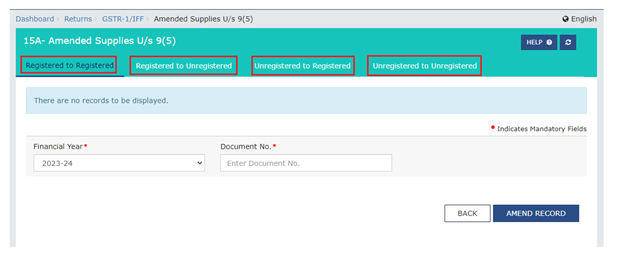 Dashboard › Returns › GSTR-1/IFF › Amended Supplies U/s 9(5) English
15A- Amended Supplies U/s 9(5) HELP
Registered to Registered Registered to Unregistered Unregistered to Registered Unregistered to Unregistered
There are no records to be displayed.
• Indicates Mandatory Fields
Financial Year• Document No.•
2023-24 Enter Document No.
BACK AMEND RECORD